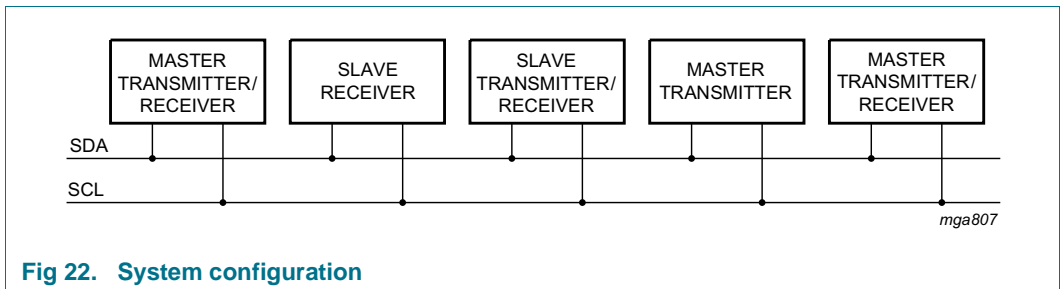 MASTER
TRANSMITTER/
RECEIVER
SLAVE
RECEIVER
SLAVE
TRANSMITTER/
RECEIVER
MASTER
TRANSMITTER
MASTER
TRANSMITTER/
RECEIVER
SDA
SCL
mga807
Fig 22. System configuration